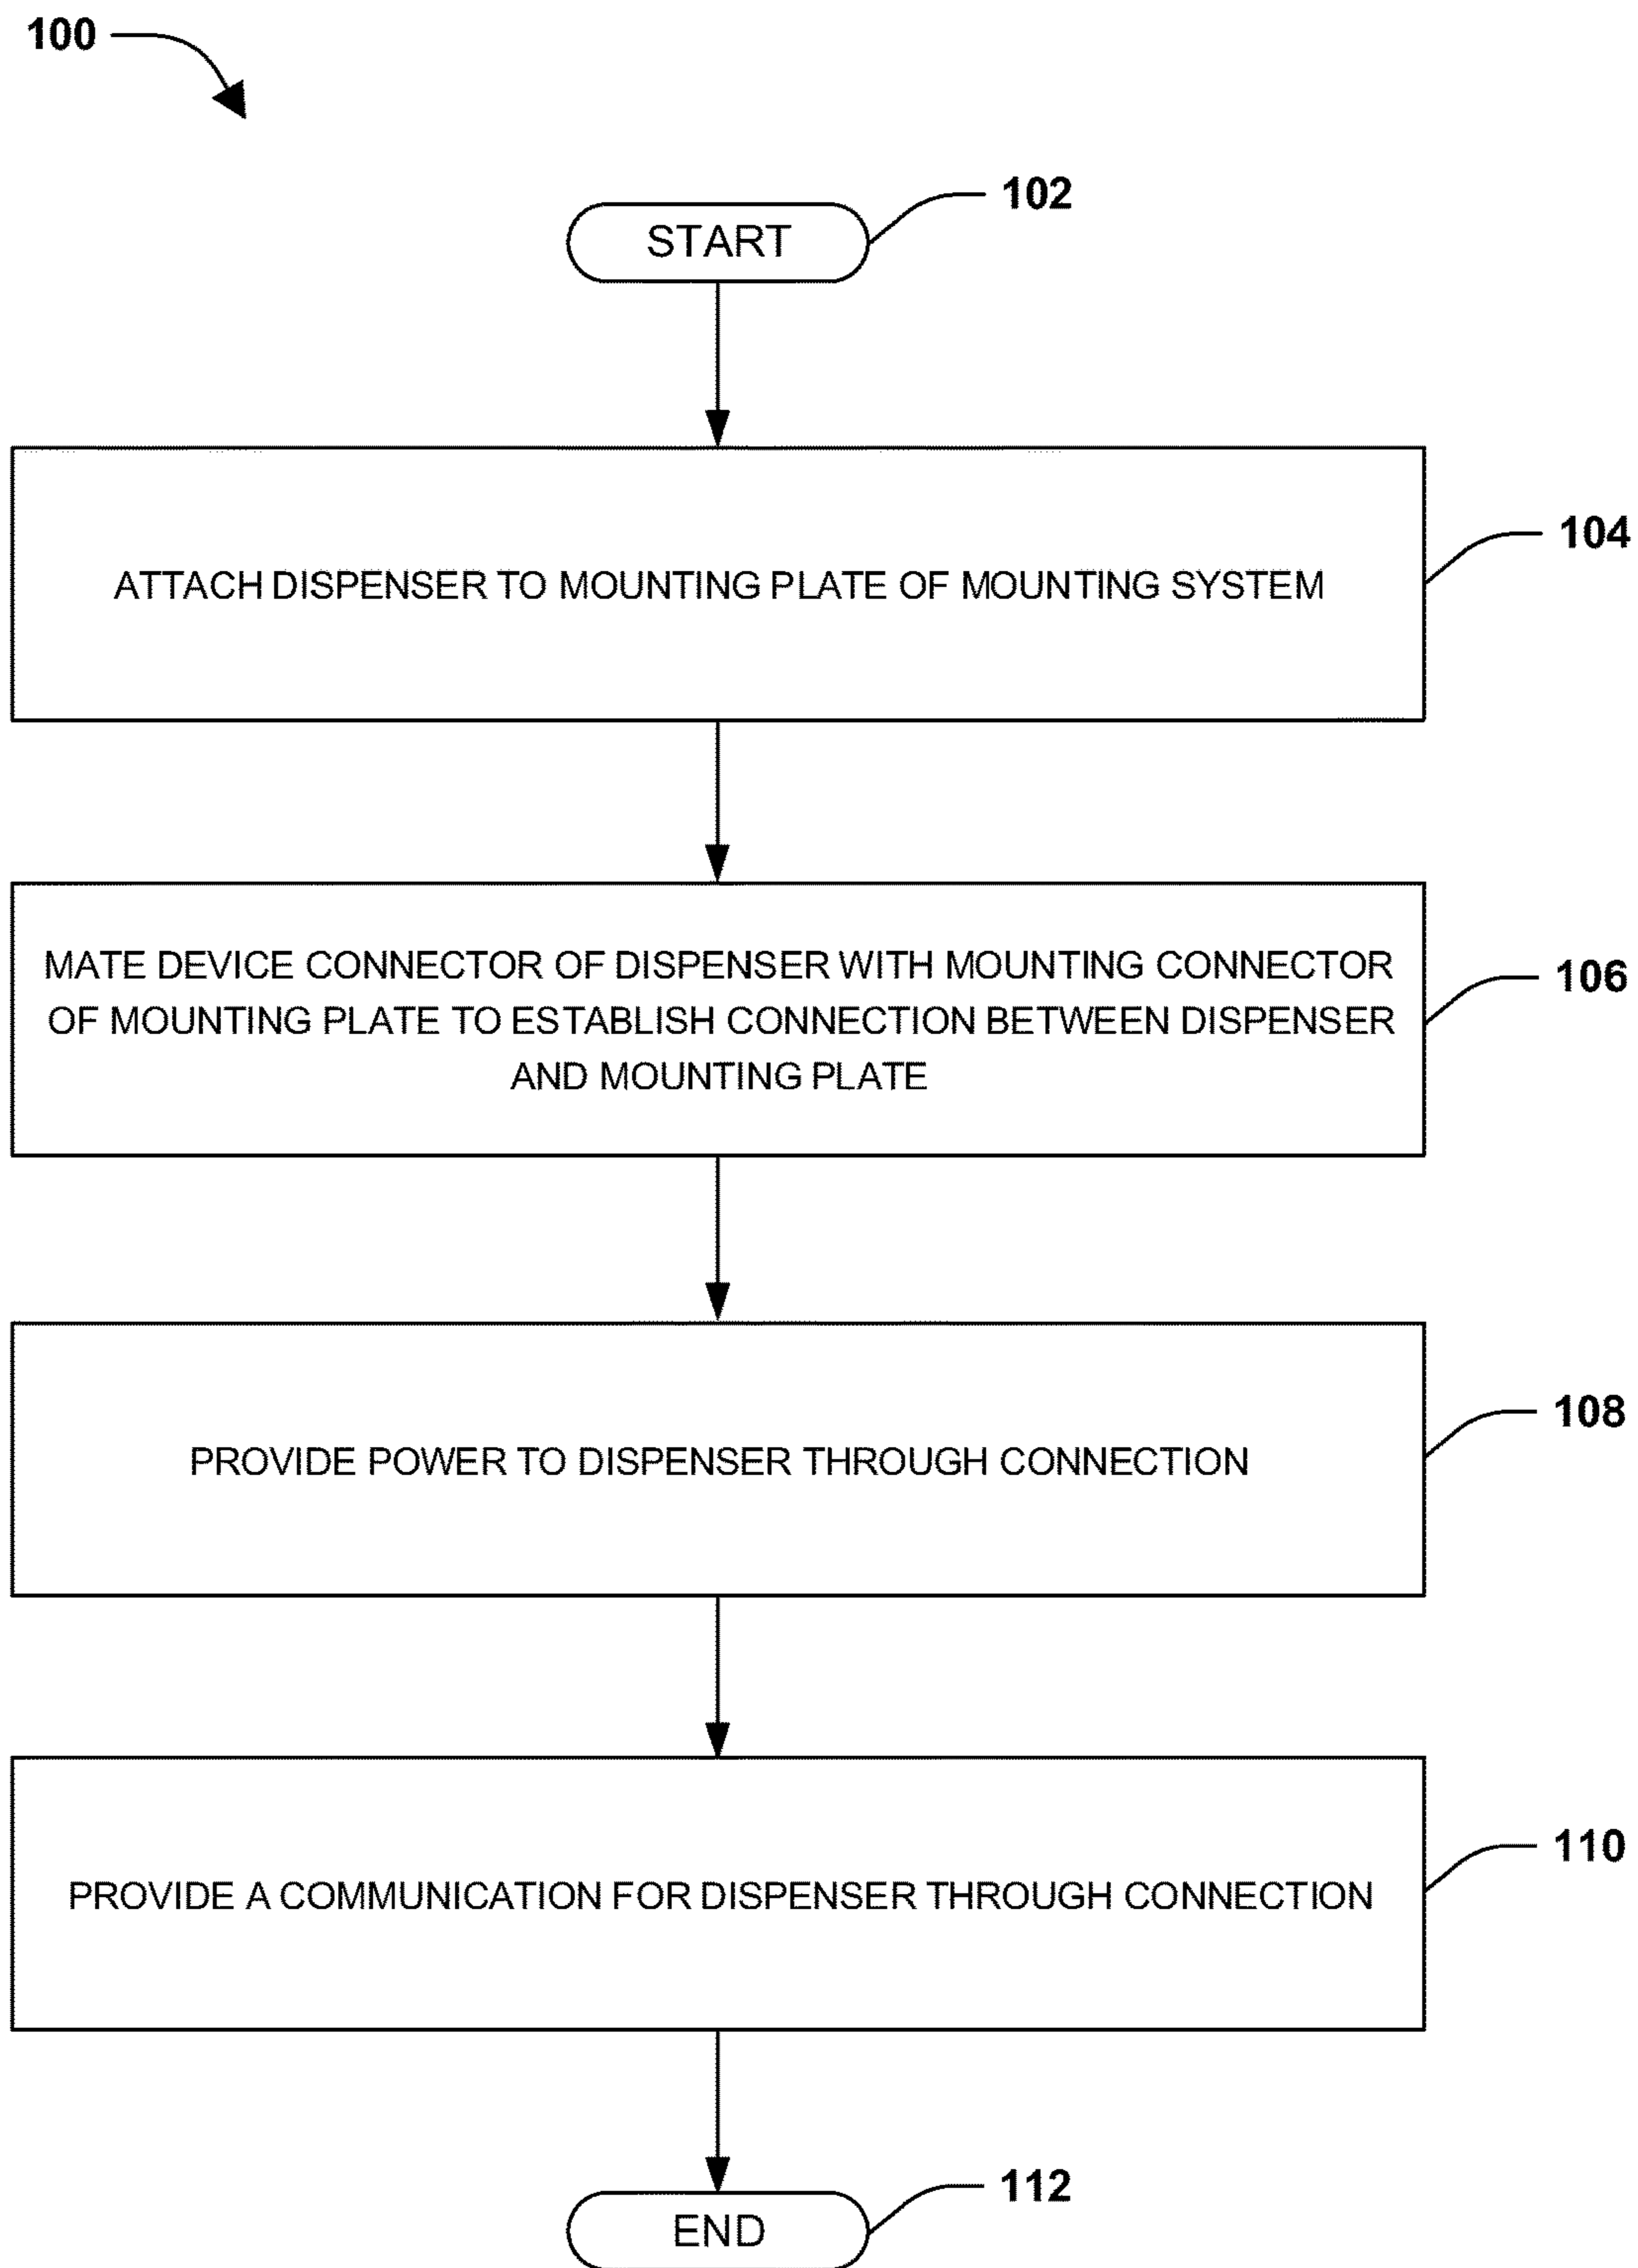 100
102
START
104
ATTACH DISPENSER TO MOUNTING PLATE OF MOUNTING SYSTEM
MATE DEVICE CONNECTOR OF DISPENSER WITH MOUNTING CONNECTOR
106
OF MOUNTING PLATE TO ESTABLISH CONNECTION BETWEEN DISPENSER
AND MOUNTING PLATE
108
PROVIDE POWER TO DISPENSER THROUGH CONNECTION
110
PROVIDE A COMMUNICATION FOR DISPENSER THROUGH CONNECTION
112
END